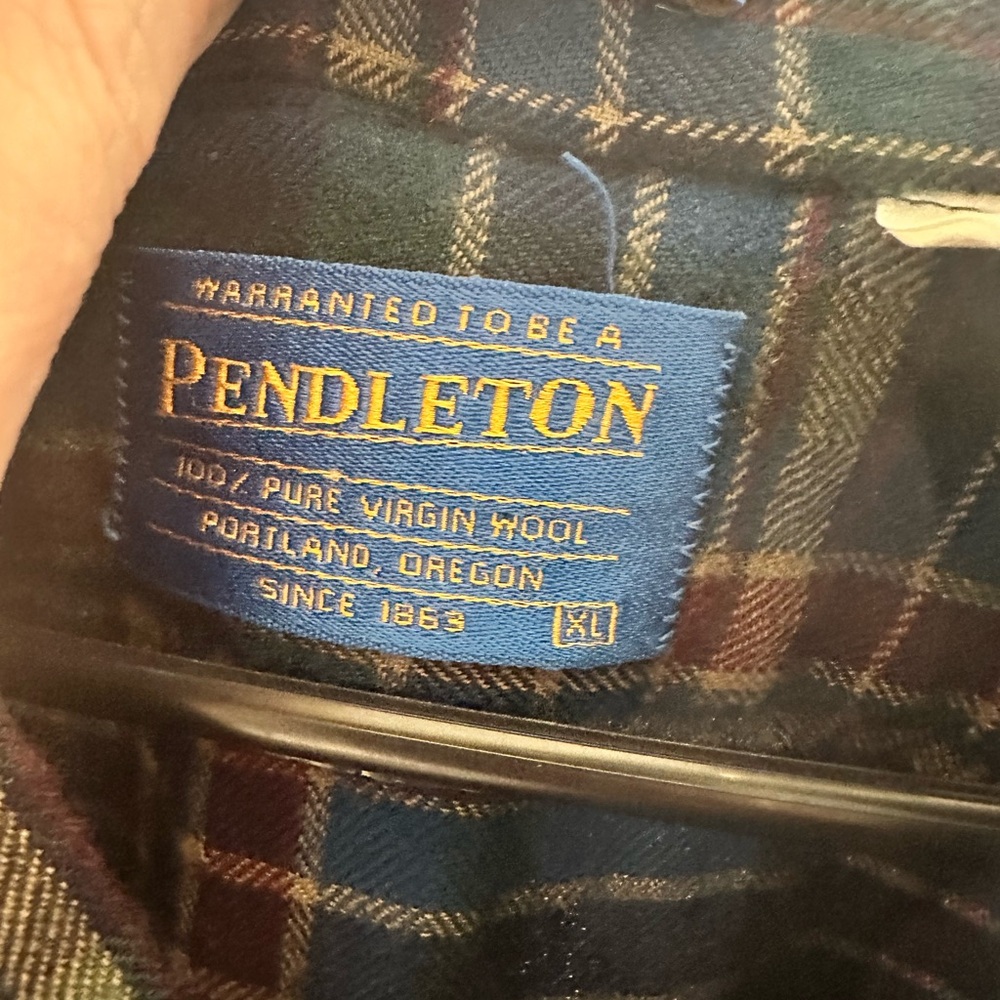 WARRANTED TO BE A
PENDLETON
100% PURE VIRGIN WOOL
PORTLAND, OREGON
SINCE 1863 XL